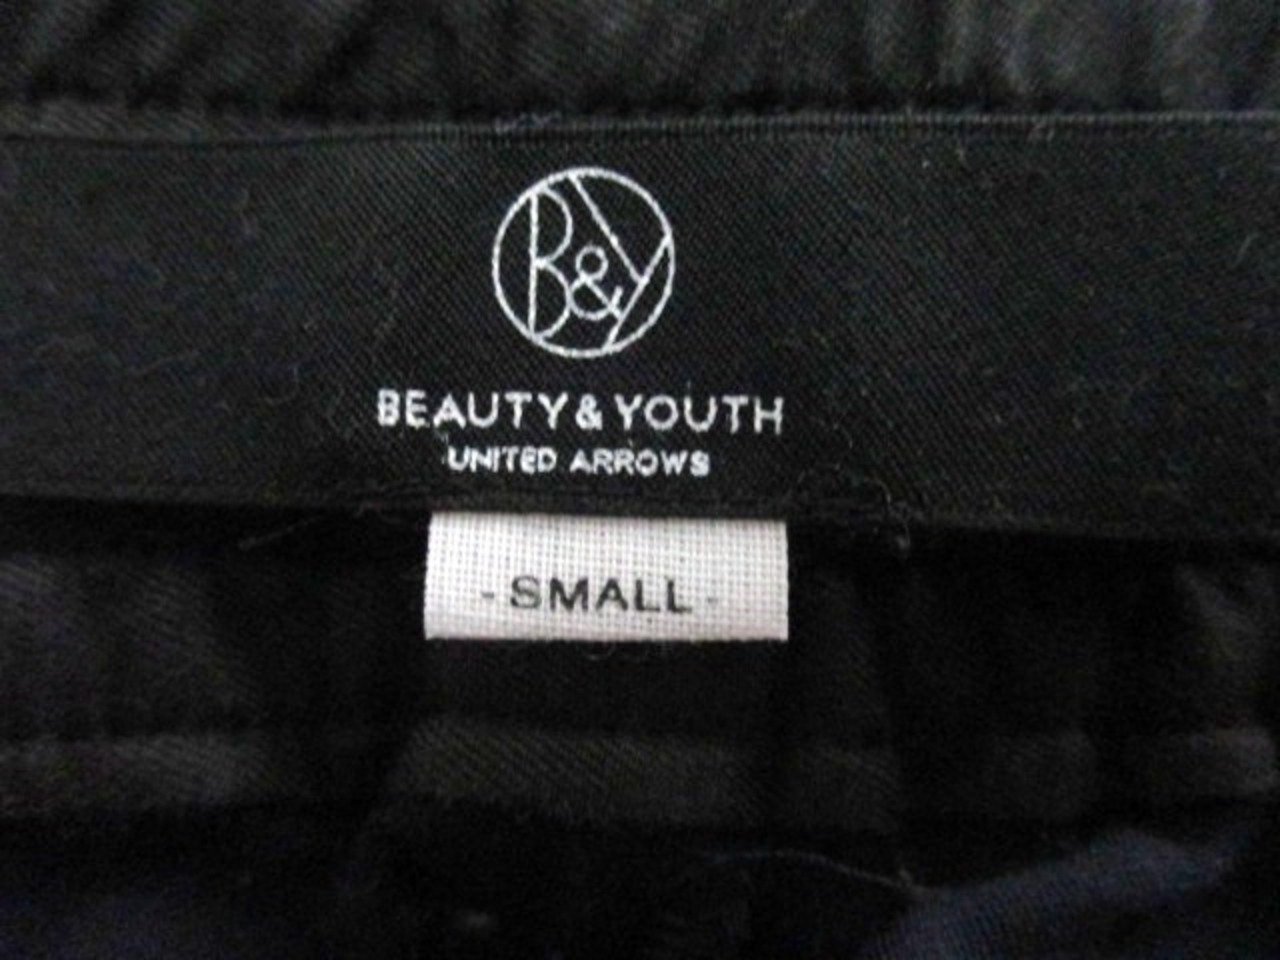 B&Y
BEAUTY & YOUTH
UNITED ARROWS
- SMALL -